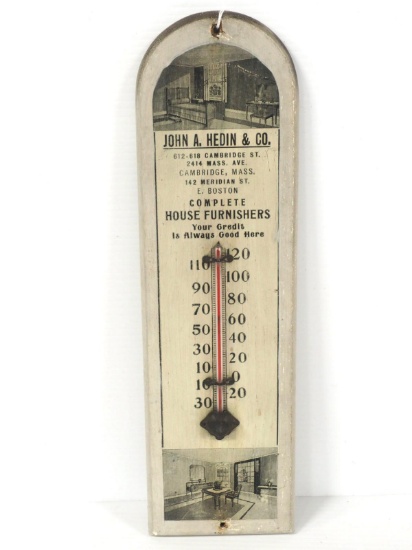 JOHN A. HEDIN & CO.
612-618 CAMBRIDGE ST.
2414 MASS. AVE.
CAMBRIDGE, MASS.
142 MERIDIAN ST.
E. BOSTON
COMPLETE
HOUSE FURNISHERS
Your Credit
Is Always Good Here
120
110
100
90
80
70
60
50
40
30
20
10
0
10
20
30